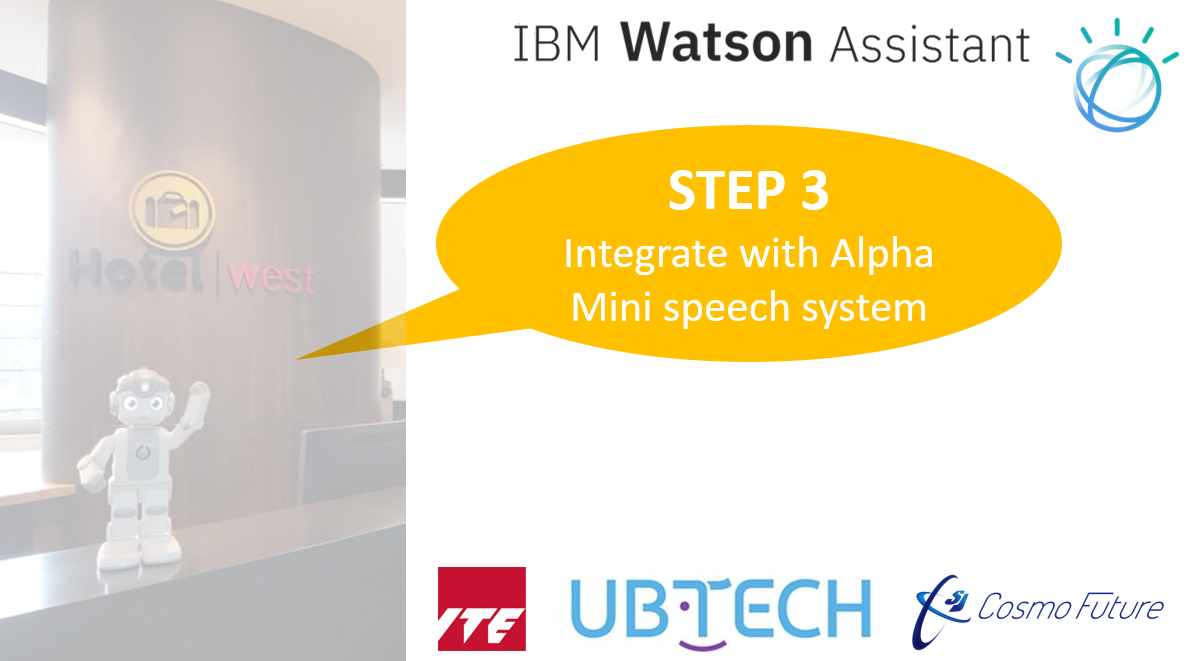 IBM Watson Assistant
STEP 3
Integrate with Alpha
Mini speech system
Hotel | west
ITE
UBTECH
Cosmo Future